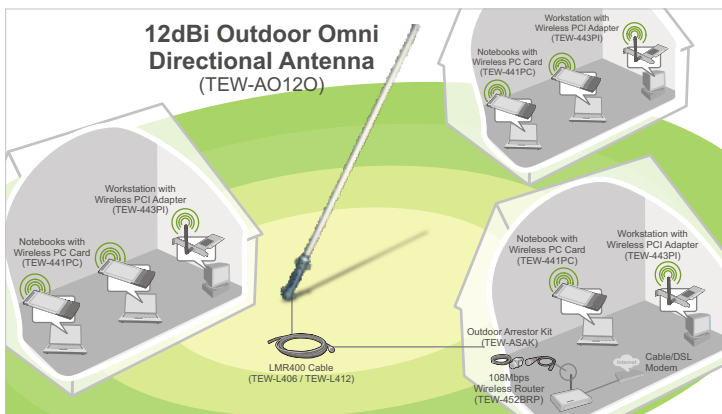 12dBi Outdoor Omni
Directional Antenna
(TEW-AO12O)
Workstation with
Wireless PCI Adapter
(TEW-443PI)
Notebooks with
Wireless PC Card
(TEW-441PC)
Workstation with
Wireless PCI Adapter
(TEW-443PI)
Notebooks with
Wireless PC Card
(TEW-441PC)
Notebook with
Wireless PC Card
(TEW-441PC)
Workstation with
Wireless PCI Adapter
(TEW-443PI)
LMR400 Cable
(TEW-L406 / TEW-L412)
Outdoor Arrestor Kit
(TEW-ASAK)
108Mbps
Wireless Router
(TEW-452BRP)
Internet
Cable/DSL
Modem